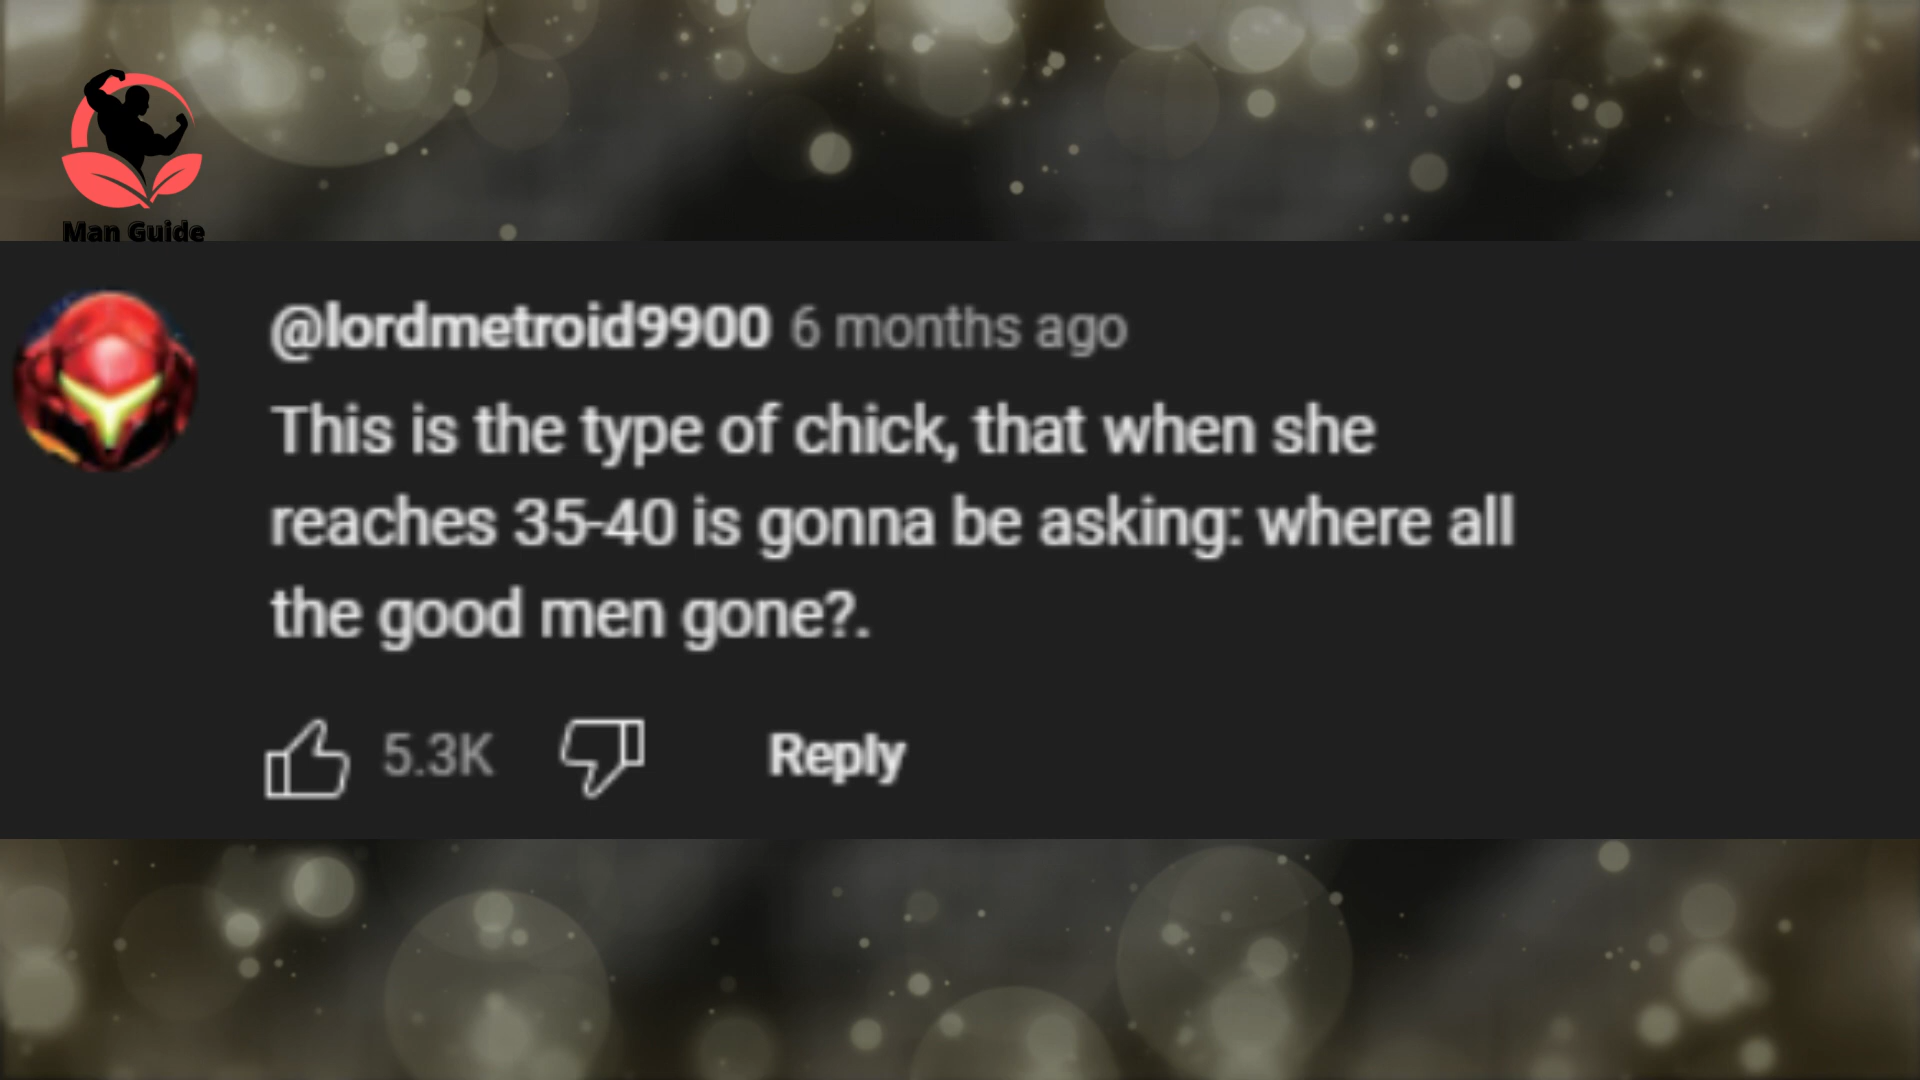 Man Guide
@lordmetroid9900 6 months ago
This is the type of chick, that when she
reaches 35-40 is gonna be asking: where all
the good men gone?.
5.3K Reply